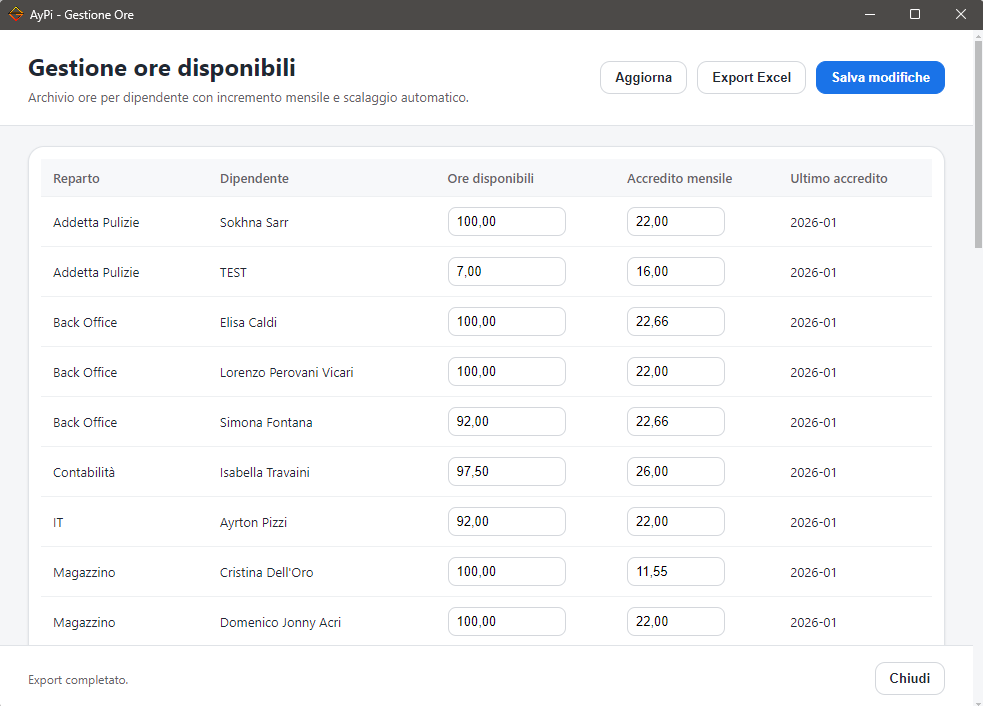 AyPi - Gestione Ore
Gestione ore disponibili
Archivio ore per dipendente con incremento mensile e scalaggio automatico.
Aggiorna
Export Excel
Salva modifiche
Reparto Dipendente Ore disponibili Accredito mensile Ultimo accredito
Addetta Pulizie Sokhna Sarr 100,00 22,00 2026-01
Addetta Pulizie TEST 7,00 16,00 2026-01
Back Office Elisa Caldi 100,00 22,66 2026-01
Back Office Lorenzo Perovani Vicari 100,00 22,00 2026-01
Back Office Simona Fontana 92,00 22,66 2026-01
Contabilità Isabella Travaini 97,50 26,00 2026-01
IT Ayrton Pizzi 92,00 22,00 2026-01
Magazzino Cristina Dell'Oro 100,00 11,55 2026-01
Magazzino Domenico Jonny Acri 100,00 22,00 2026-01
Export completato.
Chiudi